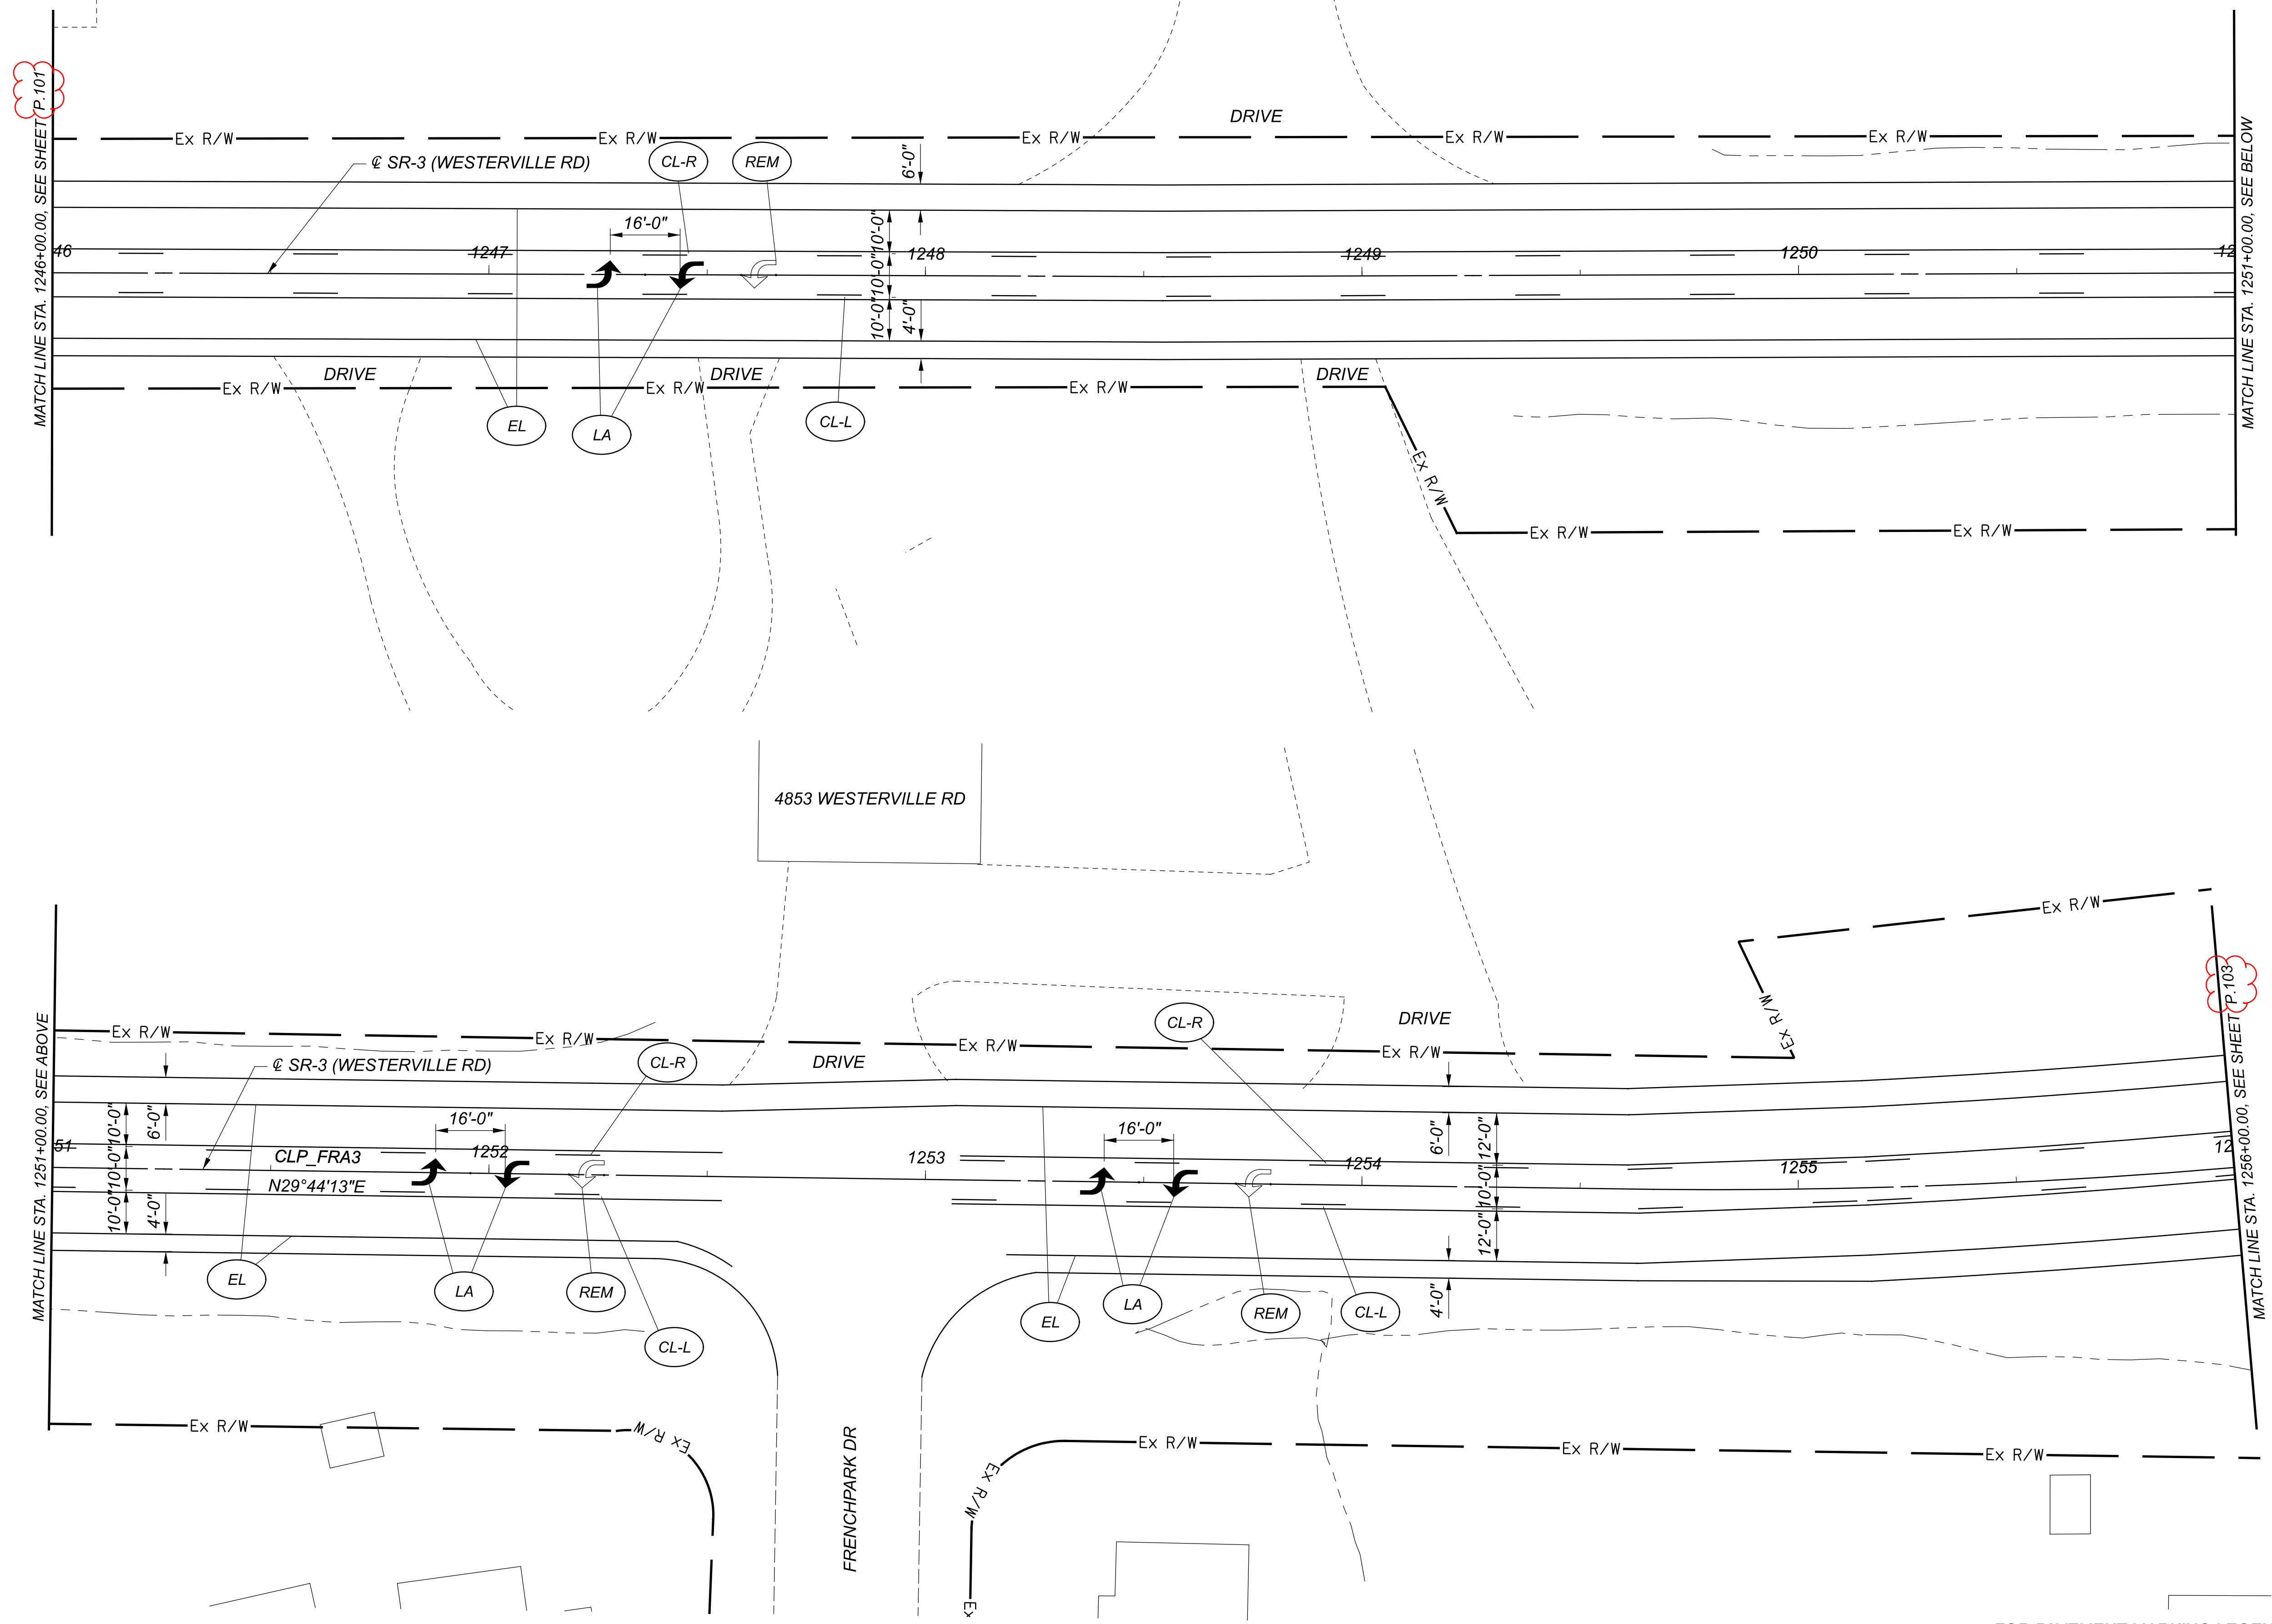 MATCH LINE STA. 1246+00.00, SEE SHEET P.101
DRIVE
Ex R/W
Ex R/W
Ex R/W
Ex R/W
Ex R/W
℄ SR-3 (WESTERVILLE RD)
CL-R
REM
6'-0"
16'-0"
10'-0"
10'-0"
10'-0"
4'-0"
46
1247
1248
1249
1250
12
DRIVE
DRIVE
DRIVE
Ex R/W
Ex R/W
Ex R/W
Ex R/W
Ex R/W
Ex R/W
EL
LA
CL-L
MATCH LINE STA. 1251+00.00, SEE BELOW
4853 WESTERVILLE RD
MATCH LINE STA. 1251+00.00, SEE ABOVE
Ex R/W
Ex R/W
Ex R/W
Ex R/W
Ex R/W
Ex R/W
℄ SR-3 (WESTERVILLE RD)
CL-R
DRIVE
CL-R
DRIVE
10'-0"
10'-0"
10'-0"
6'-0"
4'-0"
16'-0"
16'-0"
6'-0"
4'-0"
12'-0"
10'-0"
12'-0"
51
CLP_FRA3
N29°44'13"E
1252
1253
1254
1255
12
EL
LA
REM
CL-L
EL
LA
REM
CL-L
Ex R/W
Ex R/W
Ex R/W
Ex R/W
Ex R/W
Ex R/W
Ex
FRENCHPARK DR
MATCH LINE STA. 1256+00.00, SEE SHEET P.103